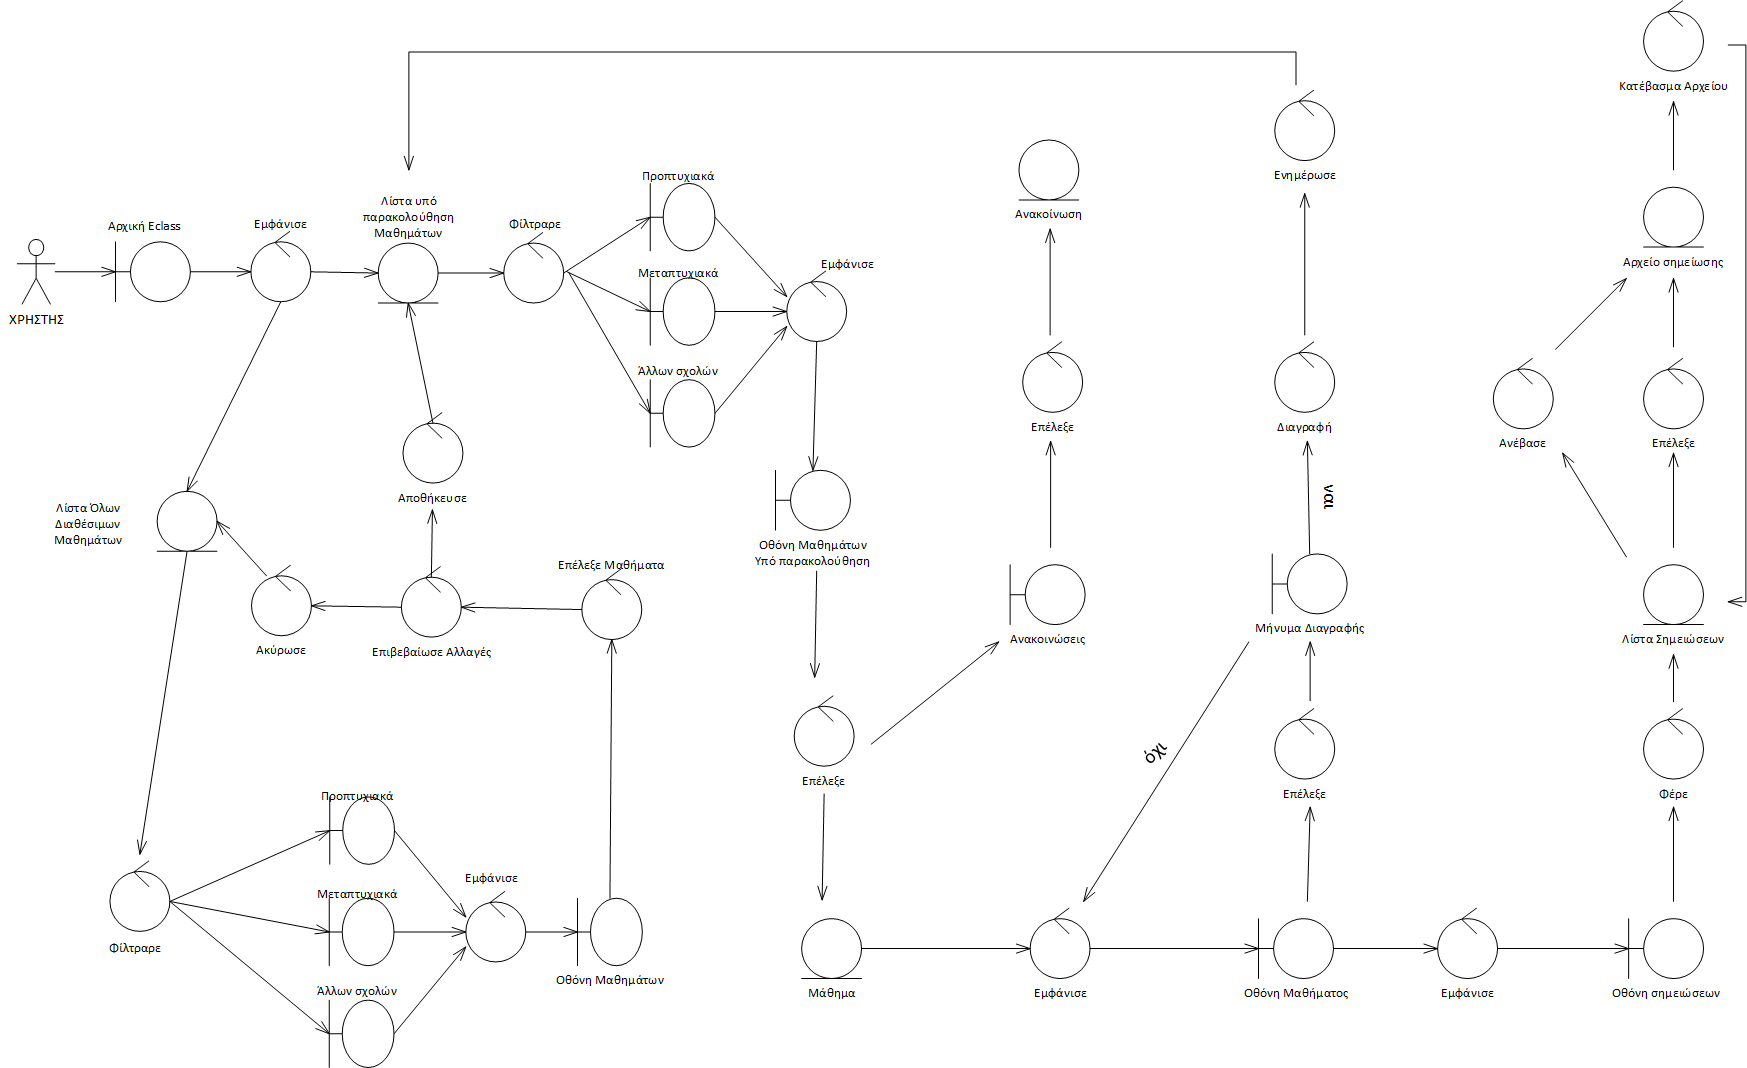 Κατέβασμα Αρχείου
Ενημέρωσε
Προπτυχιακά
Λίστα υπό
παρακολούθηση
Μαθημάτων
Ανακοίνωση
Αρχική Eclass
Εμφάνισε
Φίλτραρε
Μεταπτυχιακά
Εμφάνισε
Αρχείο σημείωσης
ΧΡΗΣΤΗΣ
Άλλων σχολών
Επέλεξε
Διαγραφή
Ανέβασε
Επέλεξε
Αποθήκευσε
ναι
Λίστα Όλων
Διαθέσιμων
Μαθημάτων
Οθόνη Μαθημάτων
Υπό παρακολούθηση
Επέλεξε Μαθήματα
Ακύρωσε
Επιβεβαίωσε Αλλαγές
Ανακοινώσεις
Μήνυμα Διαγραφής
Λίστα Σημειώσεων
όχι
Επέλεξε
Επέλεξε
Φέρε
Προπτυχιακά
Εμφάνισε
Μεταπτυχιακά
Φίλτραρε
Οθόνη Μαθημάτων
Άλλων σχολών
Μάθημα
Εμφάνισε
Οθόνη Μαθήματος
Εμφάνισε
Οθόνη σημειώσεων